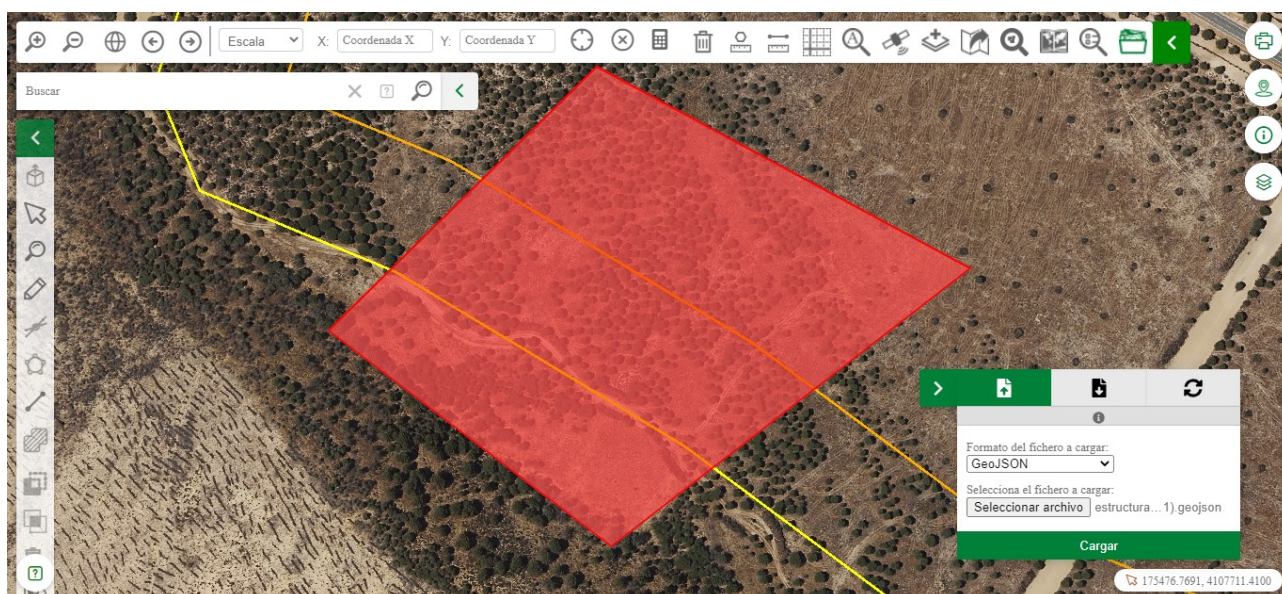 Escala X: Coordenada X Y: Coordenada Y
Buscar
Formato del fichero a cargar:
GeoJSON
Selecciona el fichero a cargar:
Seleccionar archivo estructura...1).geojson
Cargar
175476.7691, 4107711.4100